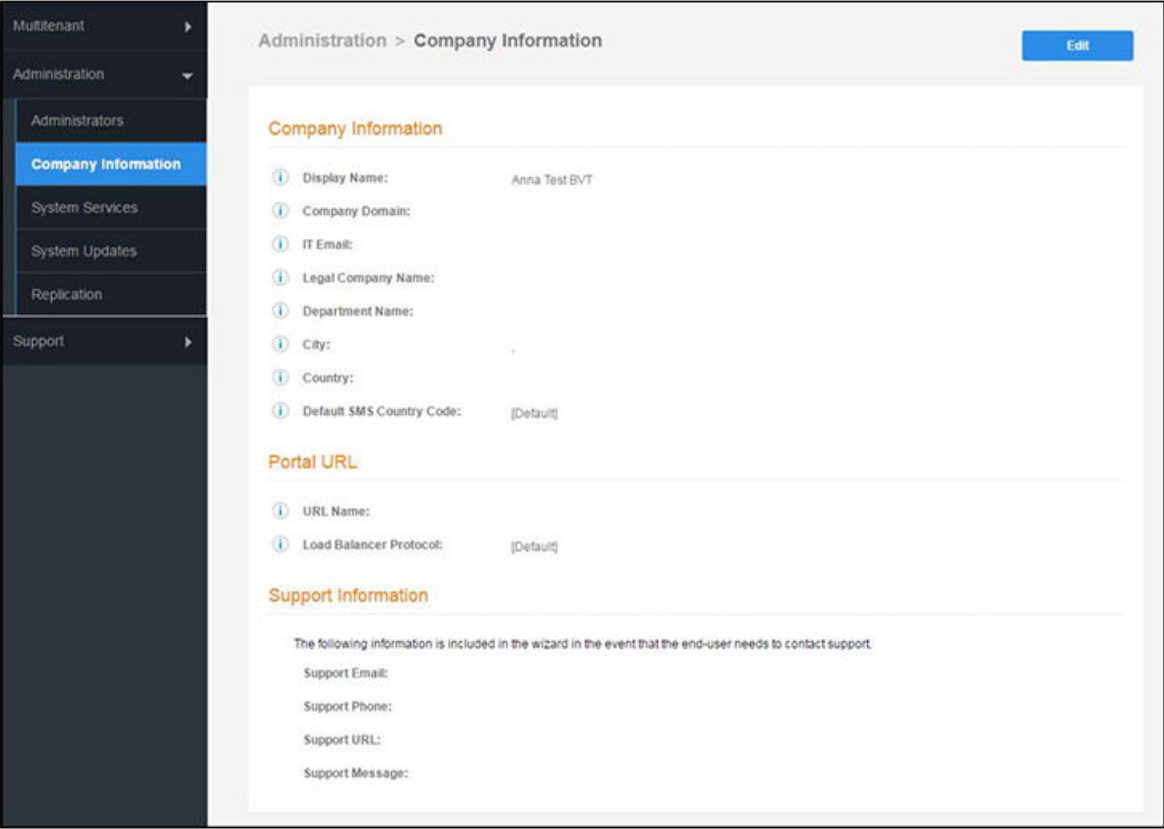 Multitenant
Administration
Administrators
Company Information
System Services
System Updates
Replication
Support
Administration > Company Information
Edit
Company Information
Display Name: Anna Test BVT
Company Domain:
IT Email:
Legal Company Name:
Department Name:
City: ,
Country:
Default SMS Country Code: [Default]
Portal URL
URL Name:
Load Balancer Protocol: [Default]
Support Information
The following information is included in the wizard in the event that the end-user needs to contact support.
Support Email:
Support Phone:
Support URL:
Support Message: